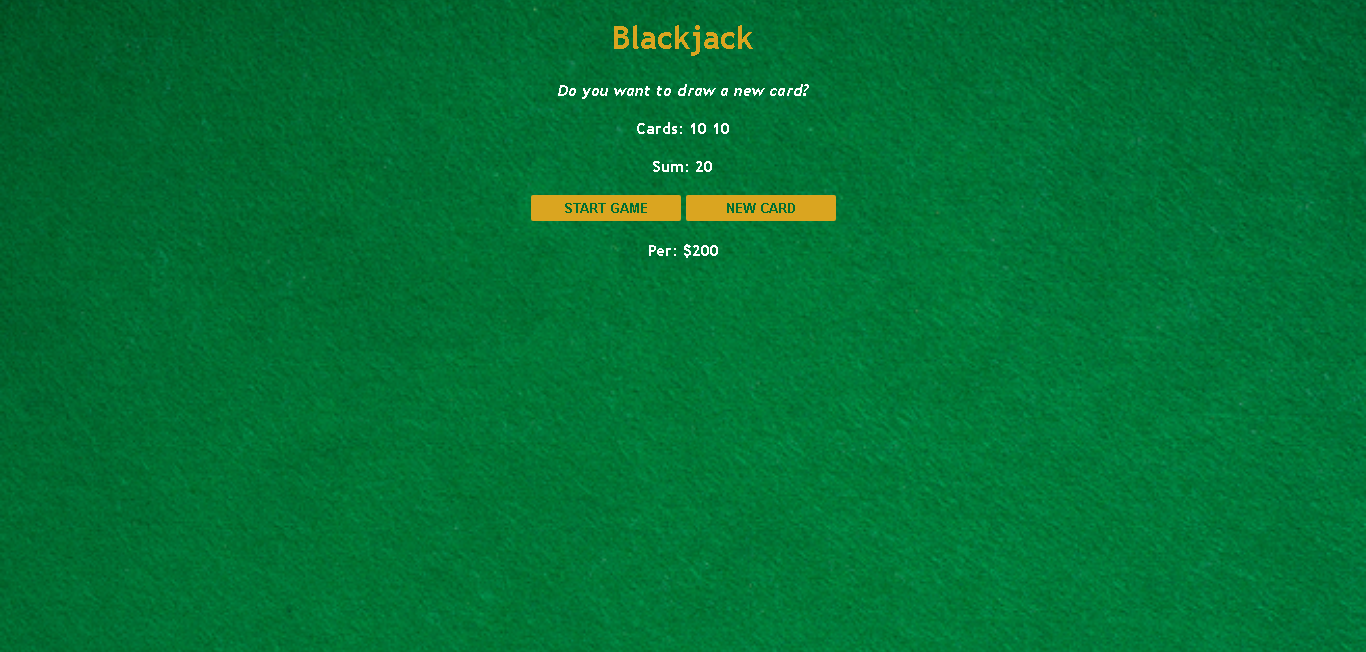 Blackjack
Do you want to draw a new card?
Cards: 10 10
Sum: 20
START GAME NEW CARD
Per: $200